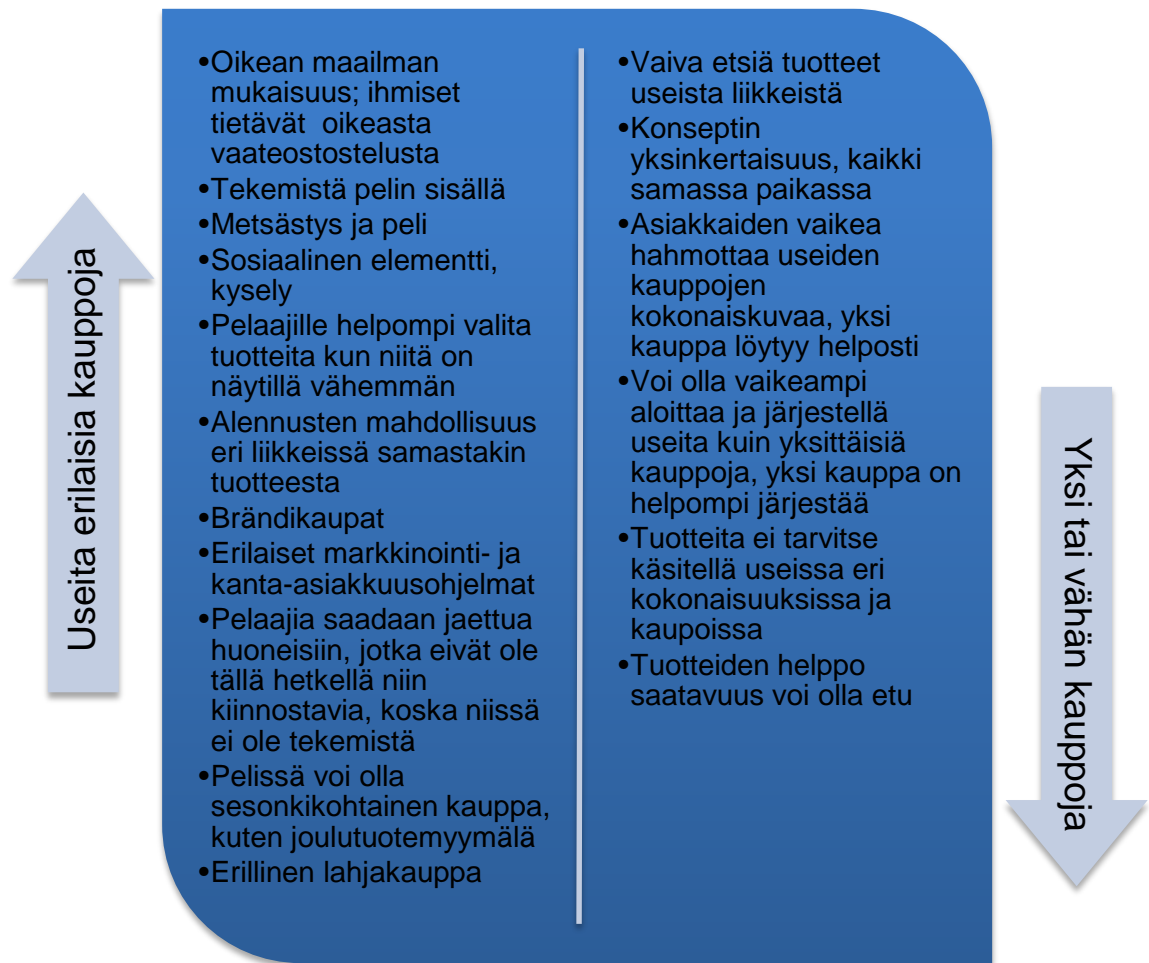 Useita erilaisia kauppoja
•Oikean maailman
mukaisuus; ihmiset
tietävät oikeasta
vaateostostelusta
•Tekemistä pelin sisällä
•Metsästys ja peli
•Sosiaalinen elementti,
kysely
•Pelaajille helpompi valita
tuotteita kun niitä on
näytillä vähemmän
•Alennusten mahdollisuus
eri liikkeissä samastakin
tuotteesta
•Brändikaupat
•Erilaiset markkinointi- ja
kanta-asiakkuusohjelmat
•Pelaajia saadaan jaettua
huoneisiin, jotka eivät ole
tällä hetkellä niin
kiinnostavia, koska niissä
ei ole tekemistä
•Pelissä voi olla
sesonkikohtainen kauppa,
kuten joulutuotemyymälä
•Erillinen lahjakauppa
•Vaiva etsiä tuotteet
useista liikkeistä
•Konseptin
yksinkertaisuus, kaikki
samassa paikassa
•Asiakkaiden vaikea
hahmottaa useiden
kauppojen
kokonaiskuvaa, yksi
kauppa löytyy helposti
•Voi olla vaikeampi
aloittaa ja järjestellä
useita kuin yksittäisiä
kauppoja, yksi kauppa on
helpompi järjestää
•Tuotteita ei tarvitse
käsitellä useissa eri
kokonaisuuksissa ja
kaupoissa
•Tuotteiden helppo
saatavuus voi olla etu
Yksi tai vähän kauppoja